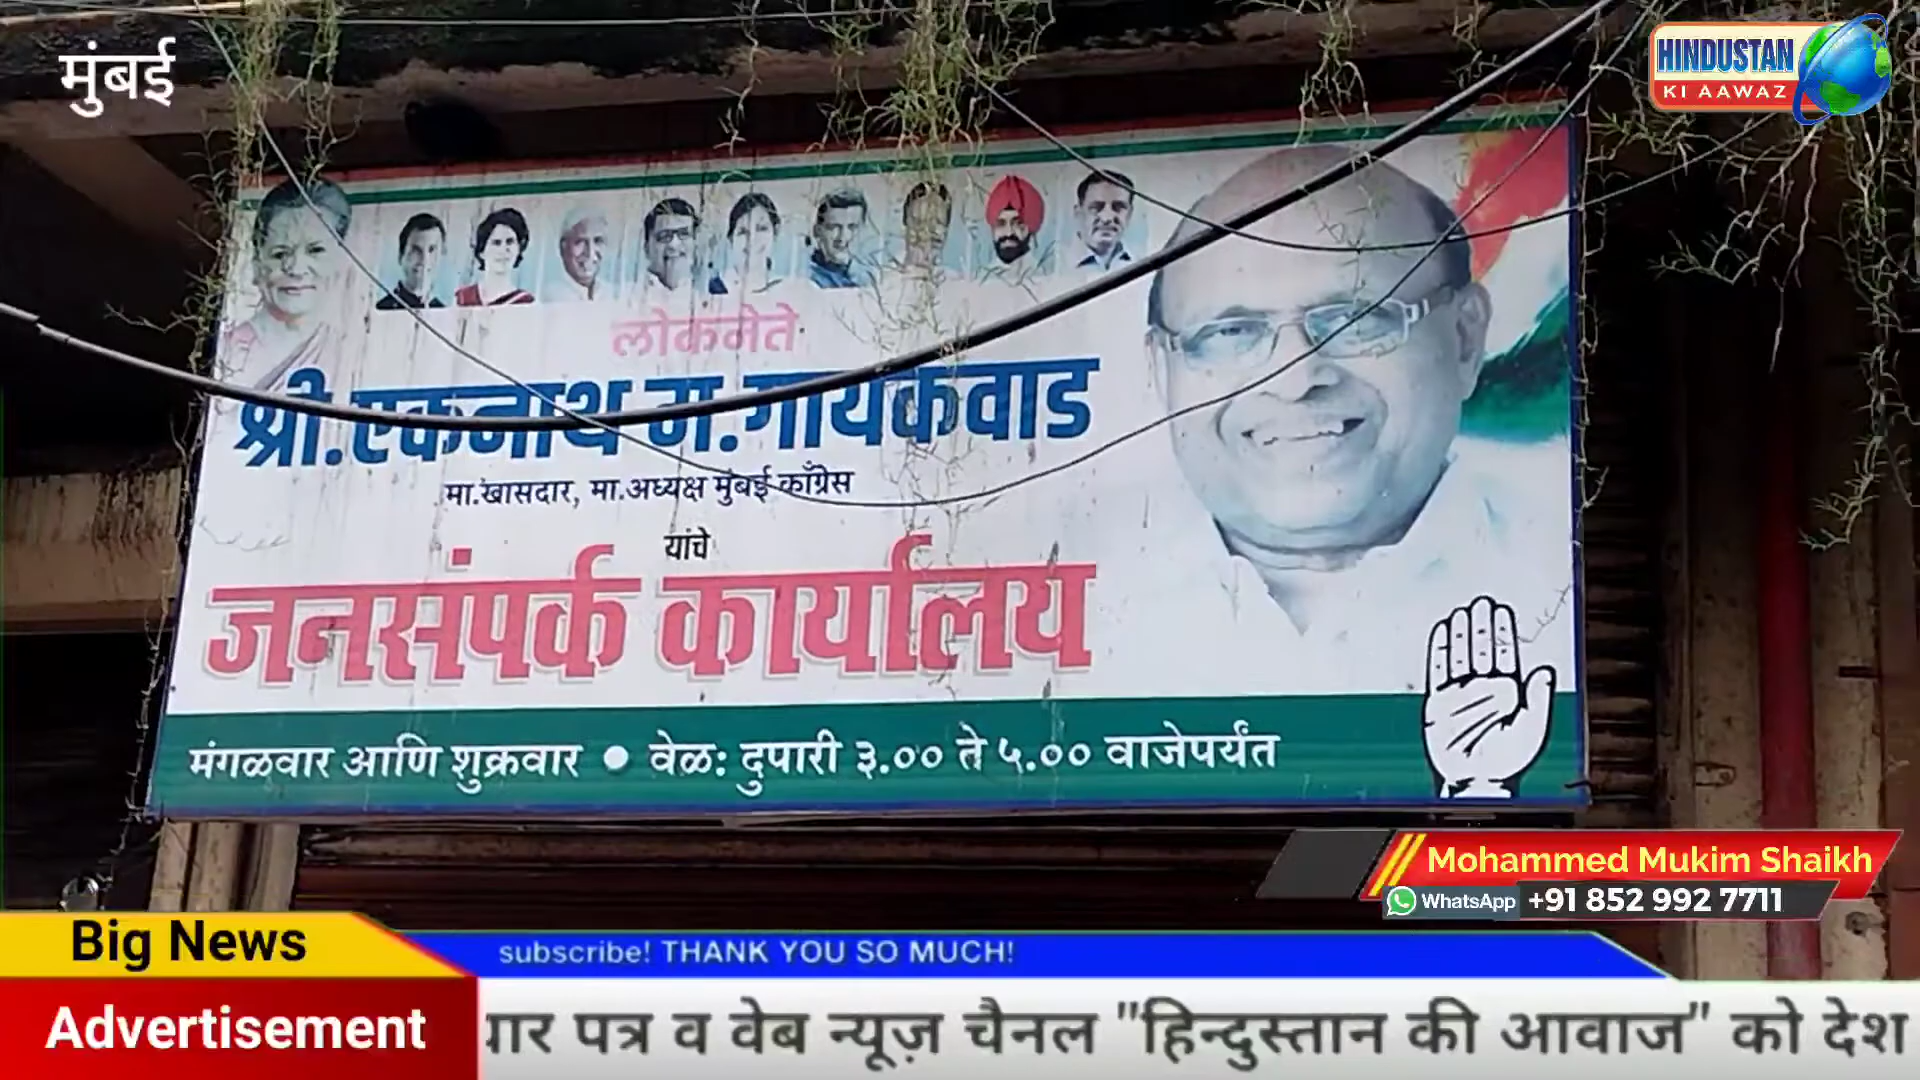 मुंबई
HINDUSTAN
KI AAWAZ
लोकनेते
श्री.एकनाथ म.गायकवाड
मा.खासदार, मा.अध्यक्ष मुंबई काँग्रेस
यांचे
जनसंपर्क कार्यालय
मंगळवार आणि शुक्रवार ● वेळ: दुपारी ३.०० ते ५.०० वाजेपर्यंत
Mohammed Mukim Shaikh
WhatsApp +91 852 992 7711
Big News
subscribe! THANK YOU SO MUCH!
Advertisement
पत्र व वेब न्यूज़ चैनल "हिन्दुस्तान की आवाज" को देश